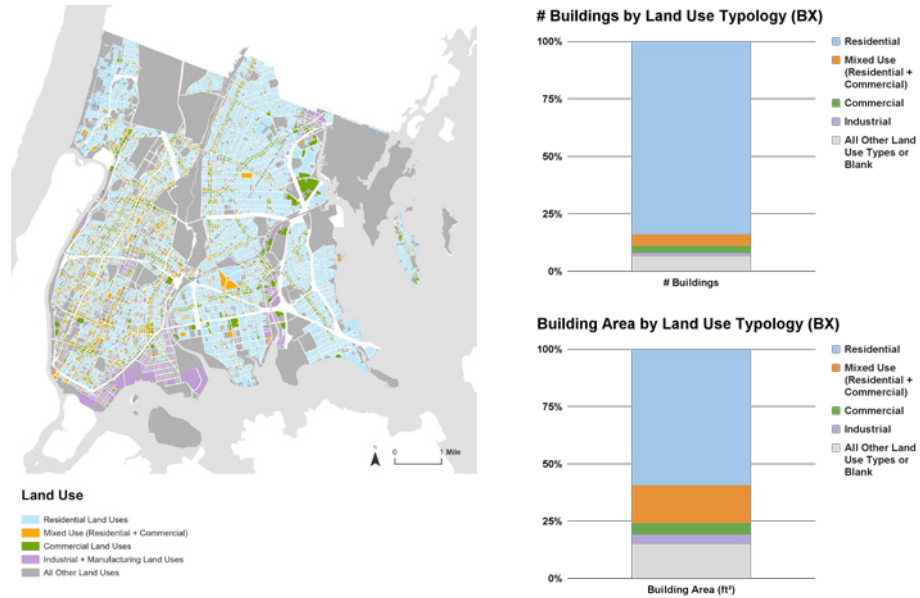 N
0
1 Mile
Land Use
Residential Land Uses
Mixed Use (Residential + Commercial)
Commercial Land Uses
Industrial + Manufacturing Land Uses
All Other Land Uses
# Buildings by Land Use Typology (BX)
100%
75%
50%
25%
0%
# Buildings
Residential
Mixed Use
(Residential +
Commercial)
Commercial
Industrial
All Other Land
Use Types or
Blank
Building Area by Land Use Typology (BX)
100%
75%
50%
25%
0%
Building Area (ft²)
Residential
Mixed Use
(Residential +
Commercial)
Commercial
Industrial
All Other Land
Use Types or
Blank